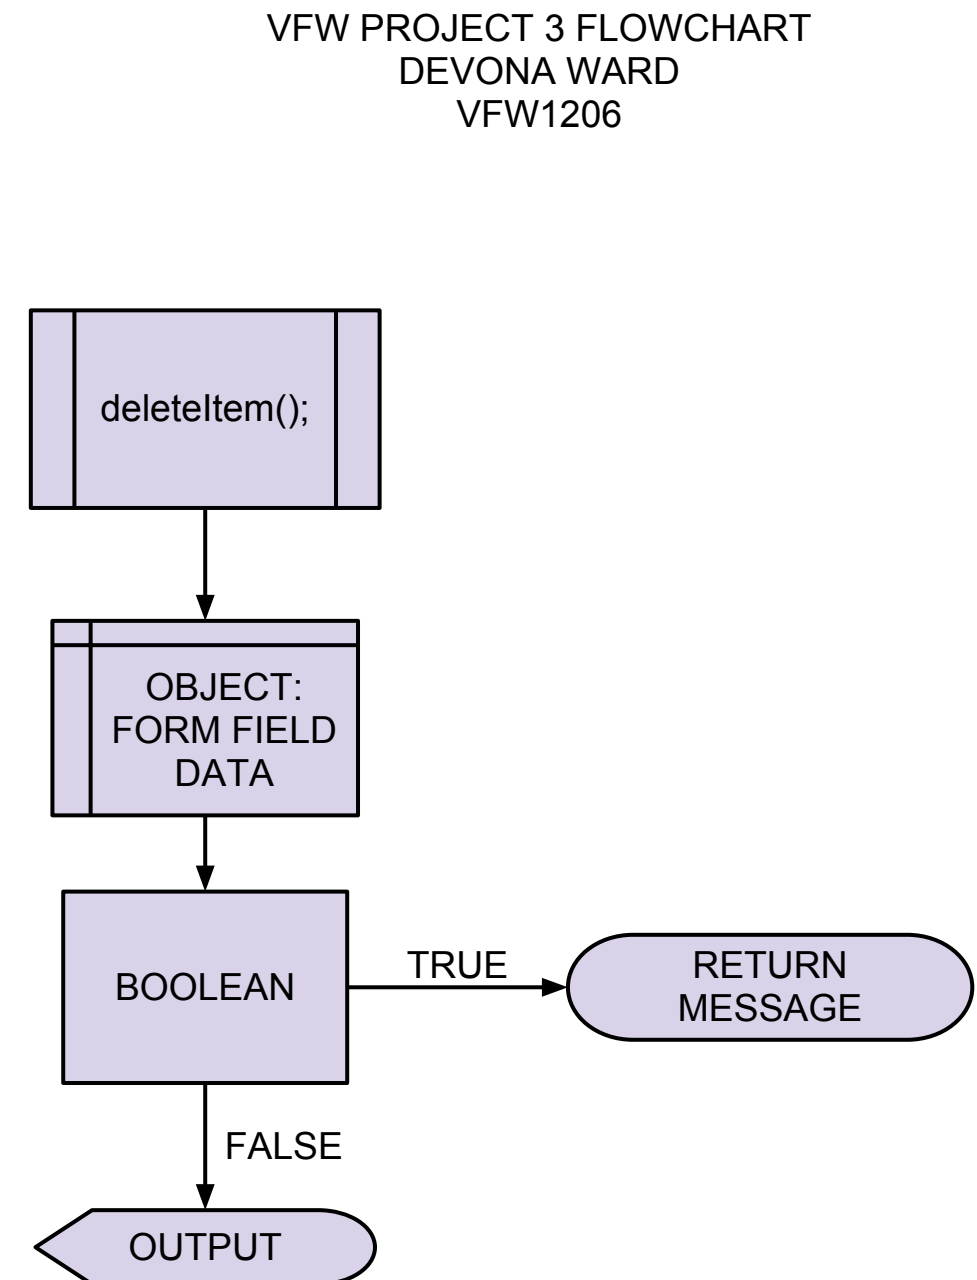 VFW PROJECT 3 FLOWCHART
DEVONA WARD
VFW1206
deleteItem();
OBJECT:
FORM FIELD
DATA
BOOLEAN
TRUE
RETURN
MESSAGE
FALSE
OUTPUT